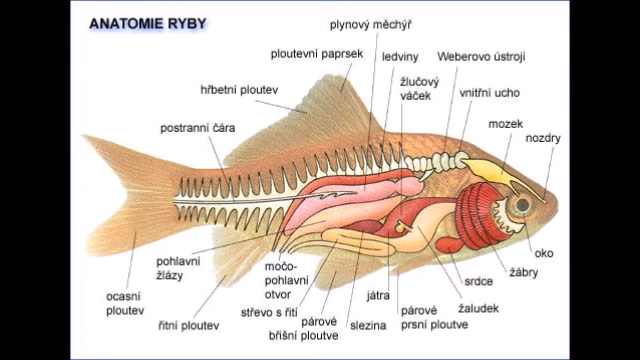 ANATOMIE RYBY
plynový měchýř
ploutevní paprsek
ledviny
Weberovo ústrojí
hřbetní ploutev
žlučový
váček
vnitřní ucho
postranní čára
mozek
nozdry
pohlavní
žlázy
močo-
pohlavní
otvor
oko
žábry
srdce
ocasní
ploutev
játra
žaludek
řitní ploutev
střevo s řití
párové
břišní ploutve
slezina
párové
prsní ploutve